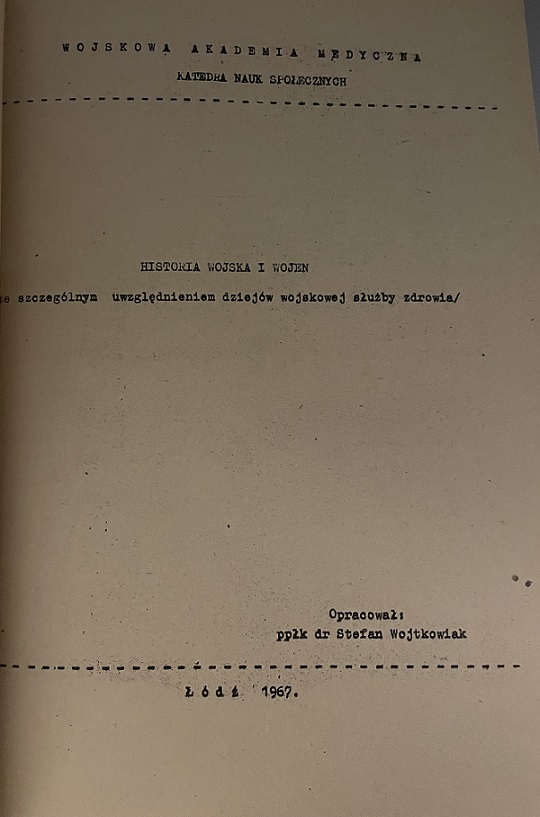 WOJSKOWA AKADEMIA MEDYCZNA
KATEDRA NAUK SPOŁECZNYCH
HISTORIA WOJSKA I WOJEN
ze szczególnym uwzględnieniem dziejów wojskowej służby zdrowia/
Opracował:
ppłk dr Stefan Wojtkowiak
Łódź 1967.